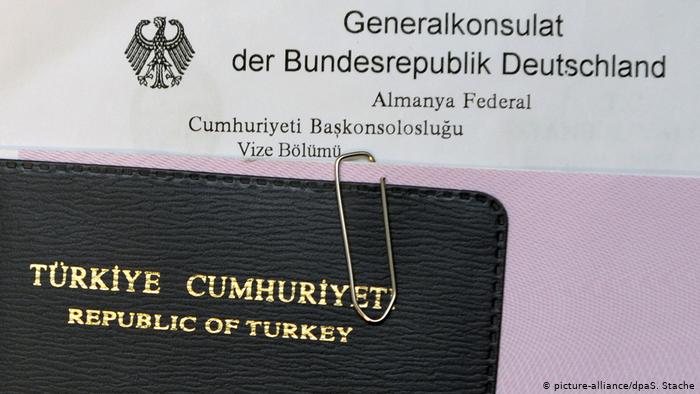 Generalkonsulat
der Bundesrepublik Deutschland
Almanya Federal
Cumhuriyeti Başkonsolosluğu
Vize Bölümü
TÜRKİYE CUMHURİYETİ
REPUBLIC OF TURKEY
© picture-alliance/dpaS. Stache